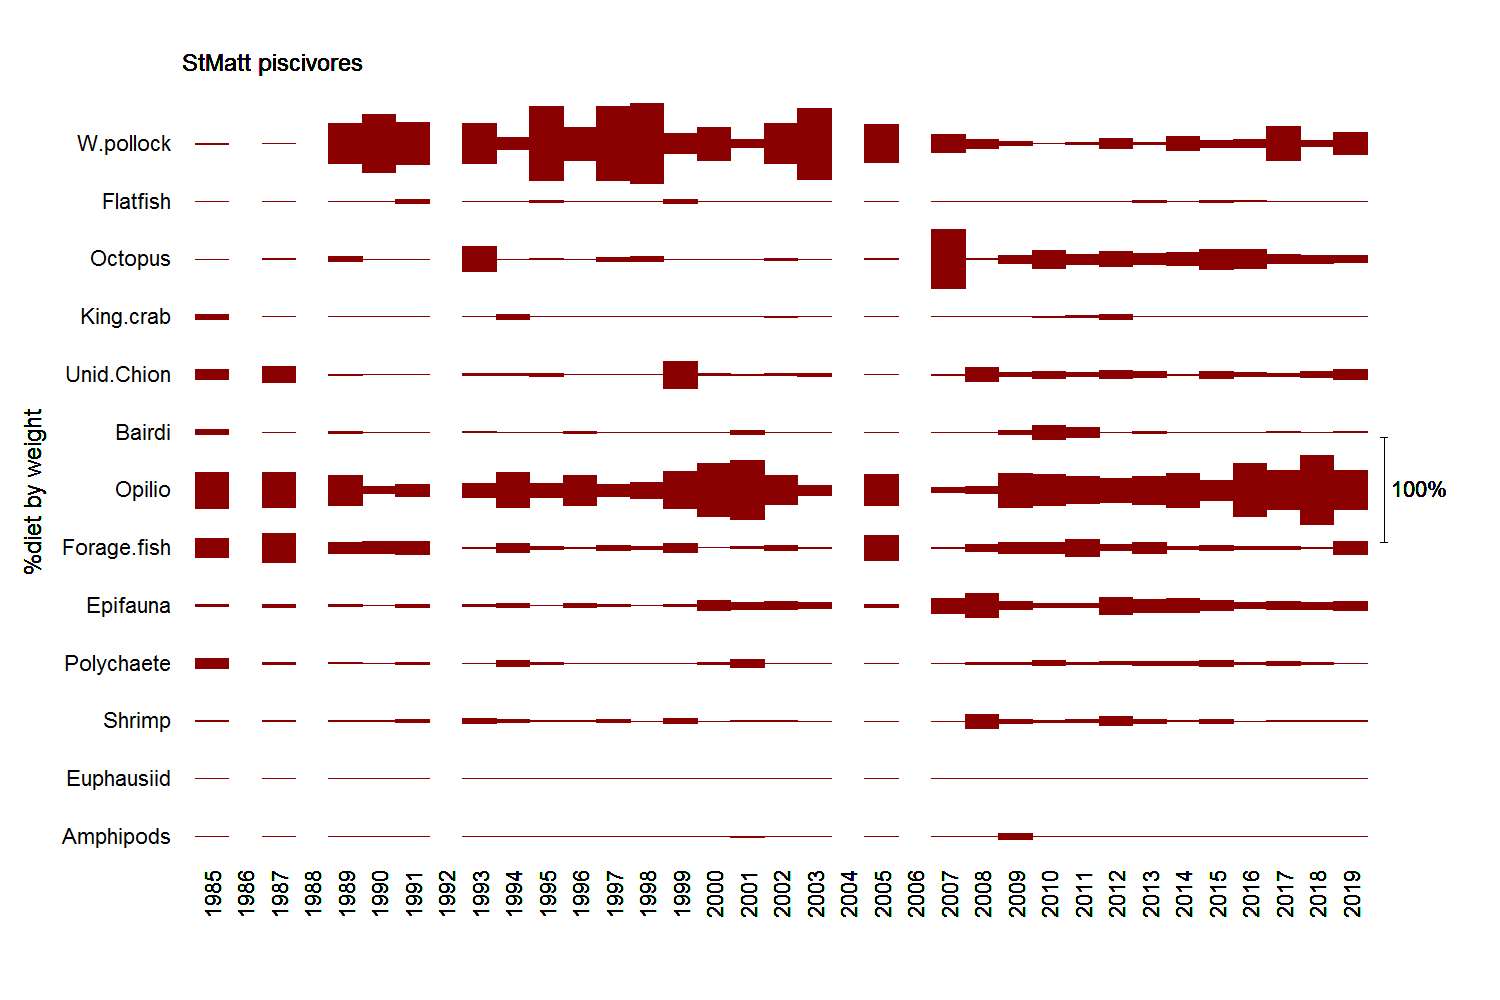 StMatt piscivores
W.pollock
Flatfish
Octopus
King.crab
Unid.Chion
Bairdi
Opilio
Forage.fish
Epifauna
Polychaete
Shrimp
Euphausiid
Amphipods
%diet by weight
100%
1985
1986
1987
1988
1989
1990
1991
1992
1993
1994
1995
1996
1997
1998
1999
2000
2001
2002
2003
2004
2005
2006
2007
2008
2009
2010
2011
2012
2013
2014
2015
2016
2017
2018
2019